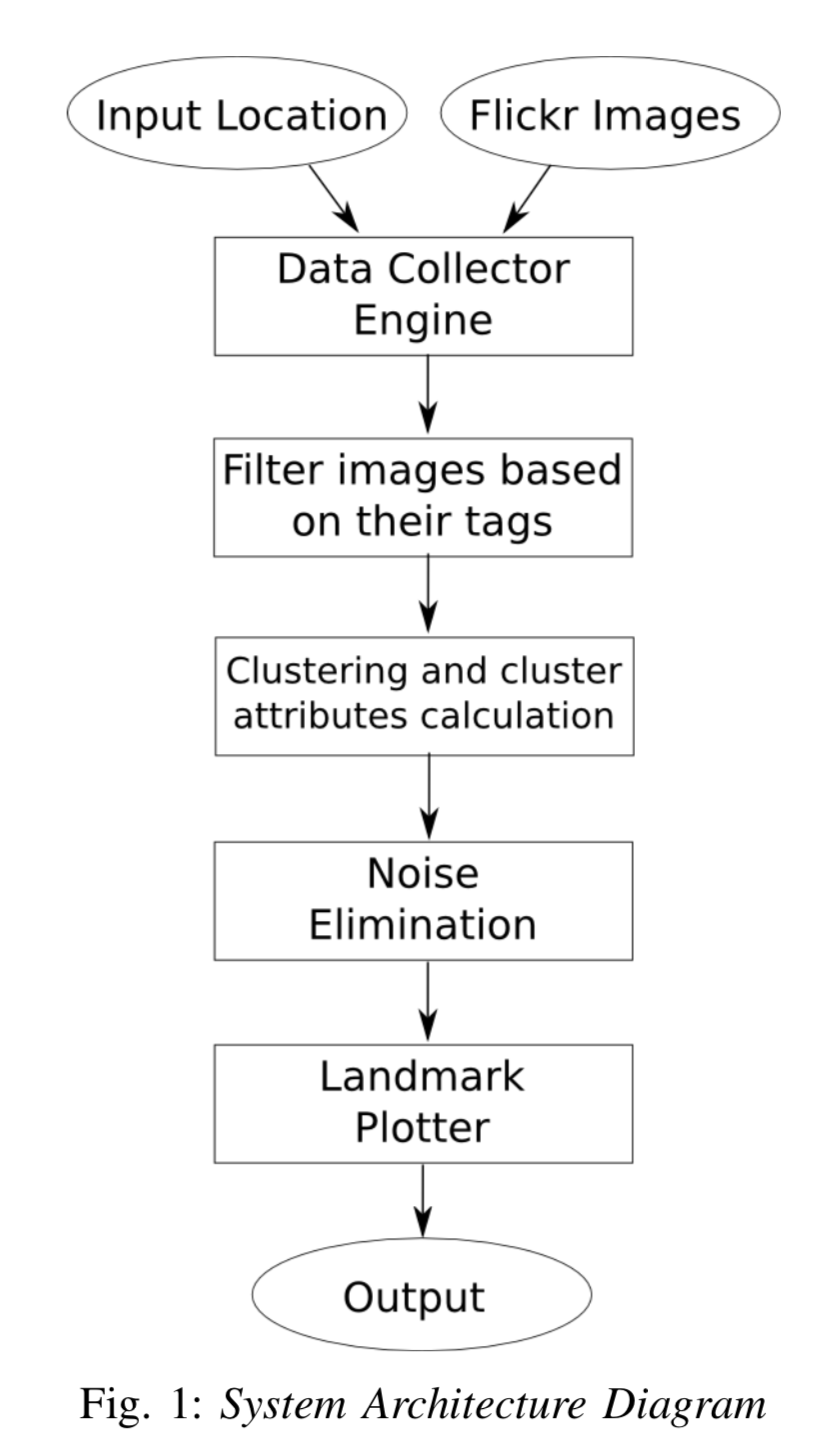 Input Location
Flickr Images
Data Collector
Engine
Filter images based
on their tags
Clustering and cluster
attributes calculation
Noise
Elimination
Landmark
Plotter
Output
Fig. 1: System Architecture Diagram